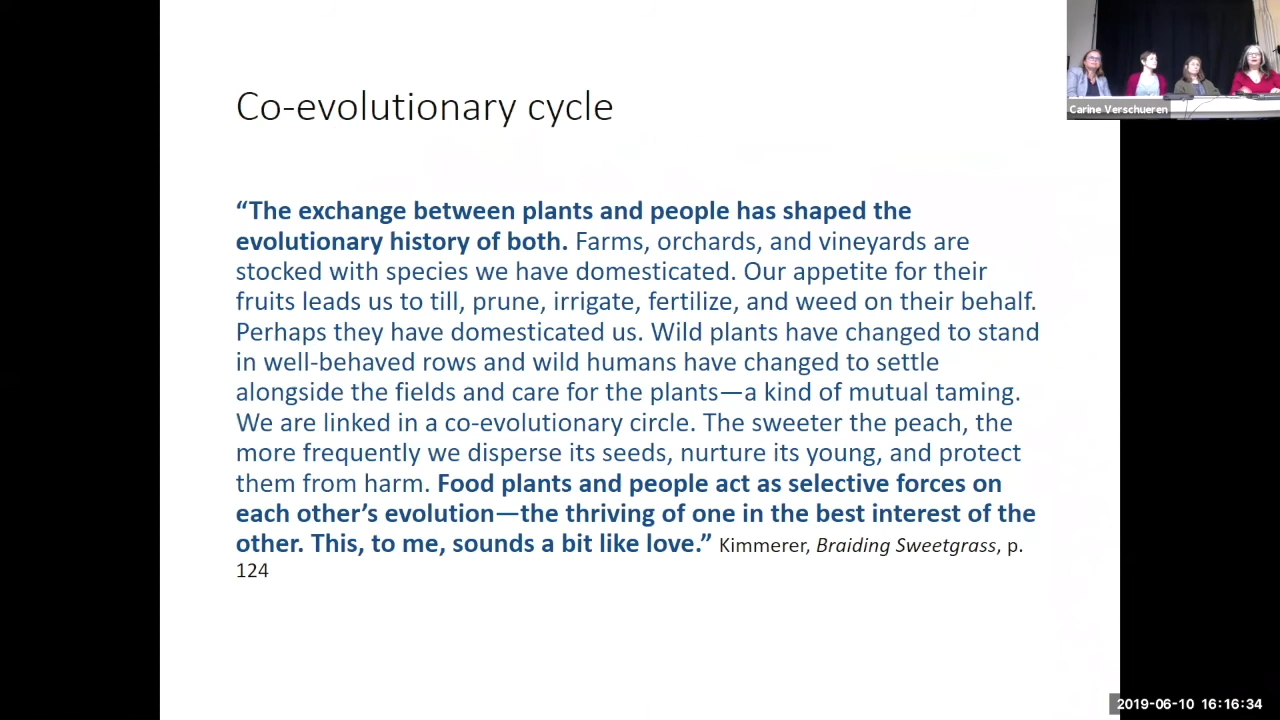 Co-evolutionary cycle
Carine Verschueren
“The exchange between plants and people has shaped the
evolutionary history of both. Farms, orchards, and vineyards are
stocked with species we have domesticated. Our appetite for their
fruits leads us to till, prune, irrigate, fertilize, and weed on their behalf.
Perhaps they have domesticated us. Wild plants have changed to stand
in well-behaved rows and wild humans have changed to settle
alongside the fields and care for the plants—a kind of mutual taming.
We are linked in a co-evolutionary circle. The sweeter the peach, the
more frequently we disperse its seeds, nurture its young, and protect
them from harm. Food plants and people act as selective forces on
each other’s evolution—the thriving of one in the best interest of the
other. This, to me, sounds a bit like love.” Kimmerer, Braiding Sweetgrass, p.
124
2019-06-10 16:16:34